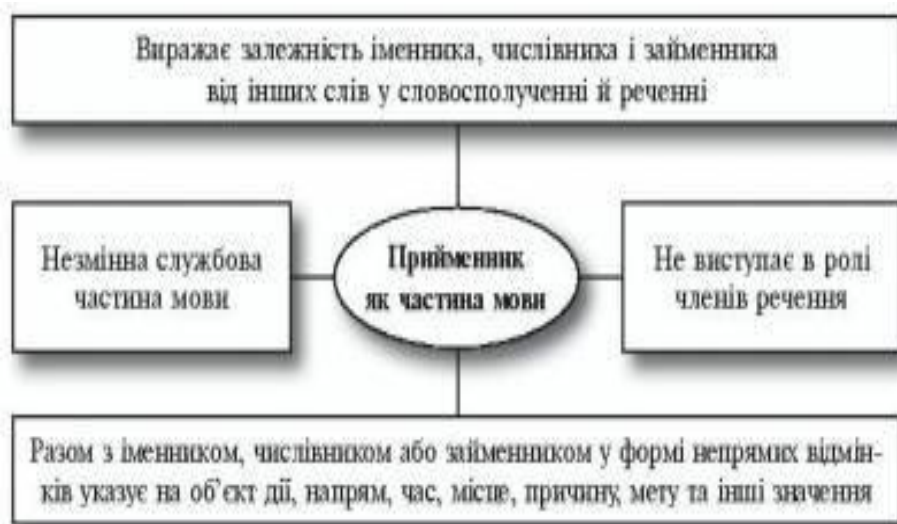 Виражає залежність іменника, числівника і займенника
від інших слів у словосполученні й реченні
Незмінна службова
частина мови
Прийменник
як частина мови
Не виступає в ролі
членів речення
Разом з іменником, числівником або займенником у формі непрямих відмін-
ків указує на об’єкт дії, напрям, час, місце, причину, мету та інші значення